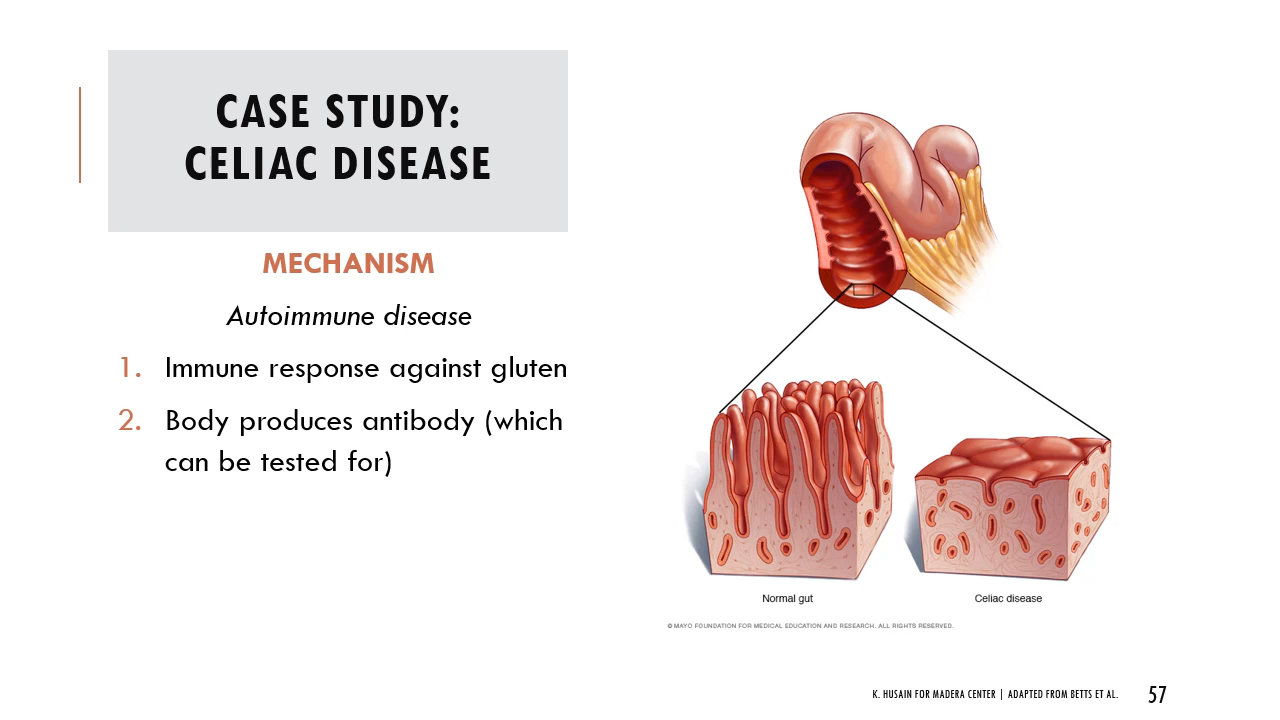 CASE STUDY:
CELIAC DISEASE
MECHANISM
Autoimmune disease
1. Immune response against gluten
2. Body produces antibody (which
can be tested for)
Normal gut
Celiac disease
© MAYO FOUNDATION FOR MEDICAL EDUCATION AND RESEARCH. ALL RIGHTS RESERVED.
K. HUSAIN FOR MADERA CENTER | ADAPTED FROM BETTS ET AL.
57